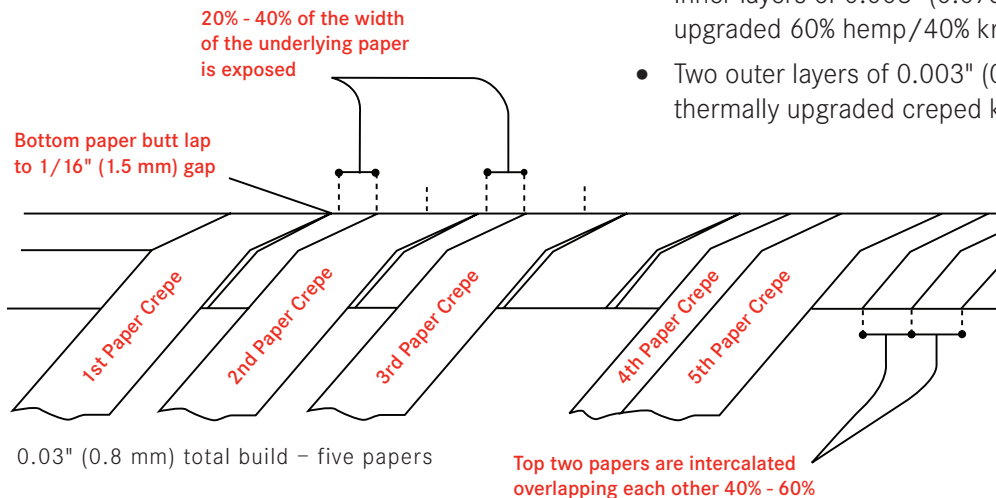 20% - 40% of the width
of the underlying paper
is exposed
upgraded 60% hemp/40%
• Two outer layers of 0.003"
thermally upgraded creped
Bottom paper butt lap
to 1/16" (1.5 mm) gap
1st Paper Crepe
2nd Paper Crepe
3rd Paper Crepe
4th Paper Crepe
5th Paper Crepe
0.03" (0.8 mm) total build – five papers
Top two papers are intercalated
overlapping each other 40% - 60%